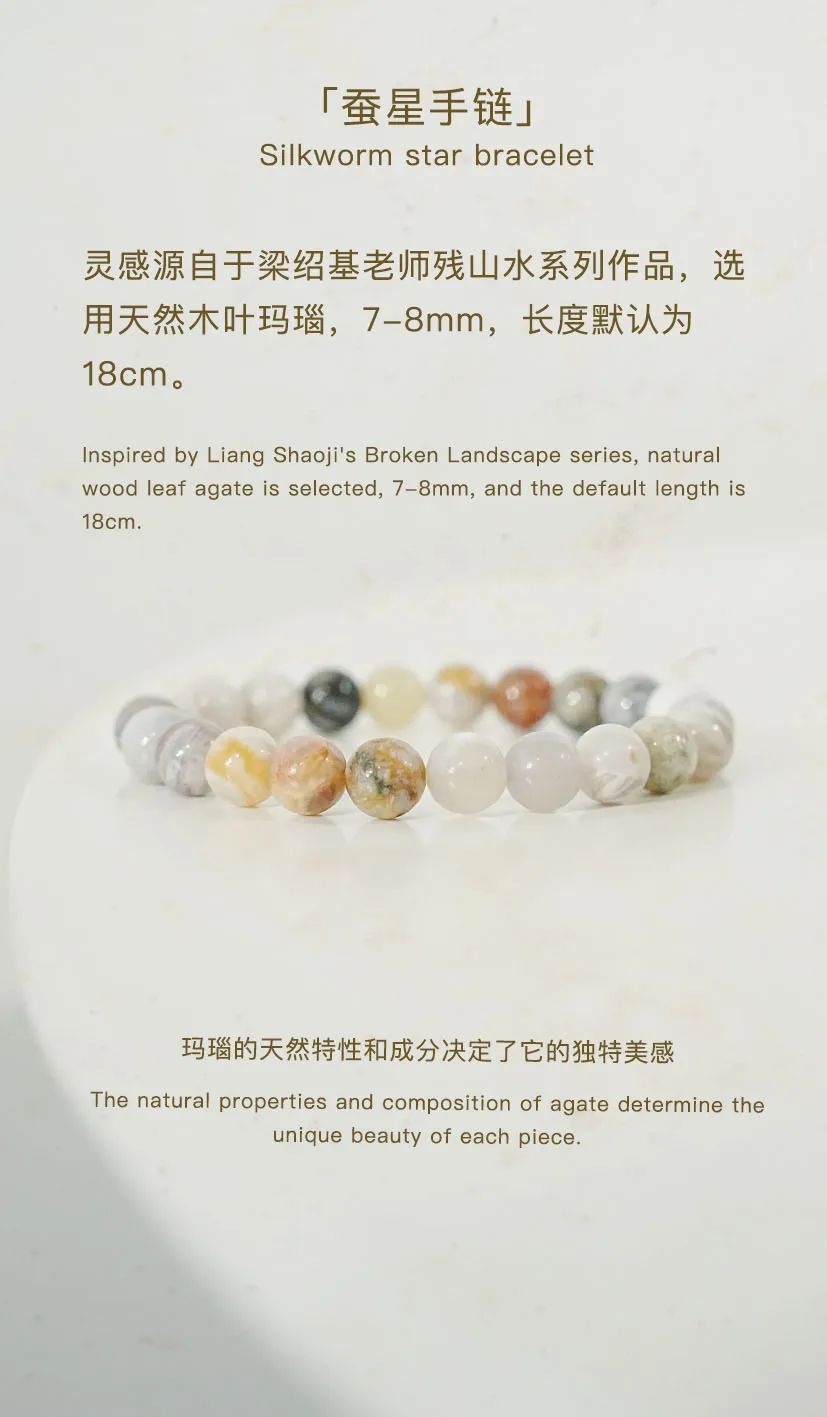 「蚕星手链」
Silkworm star bracelet
灵感源自于梁绍基老师残山水系列作品，选
用天然木叶玛瑙，7-8mm，长度默认为
18cm。
Inspired by Liang Shaoji's Broken Landscape series, natural
wood leaf agate is selected, 7-8mm, and the default length is
18cm.
玛瑙的天然特性和成分决定了它的独特美感
The natural properties and composition of agate determine the
unique beauty of each piece.